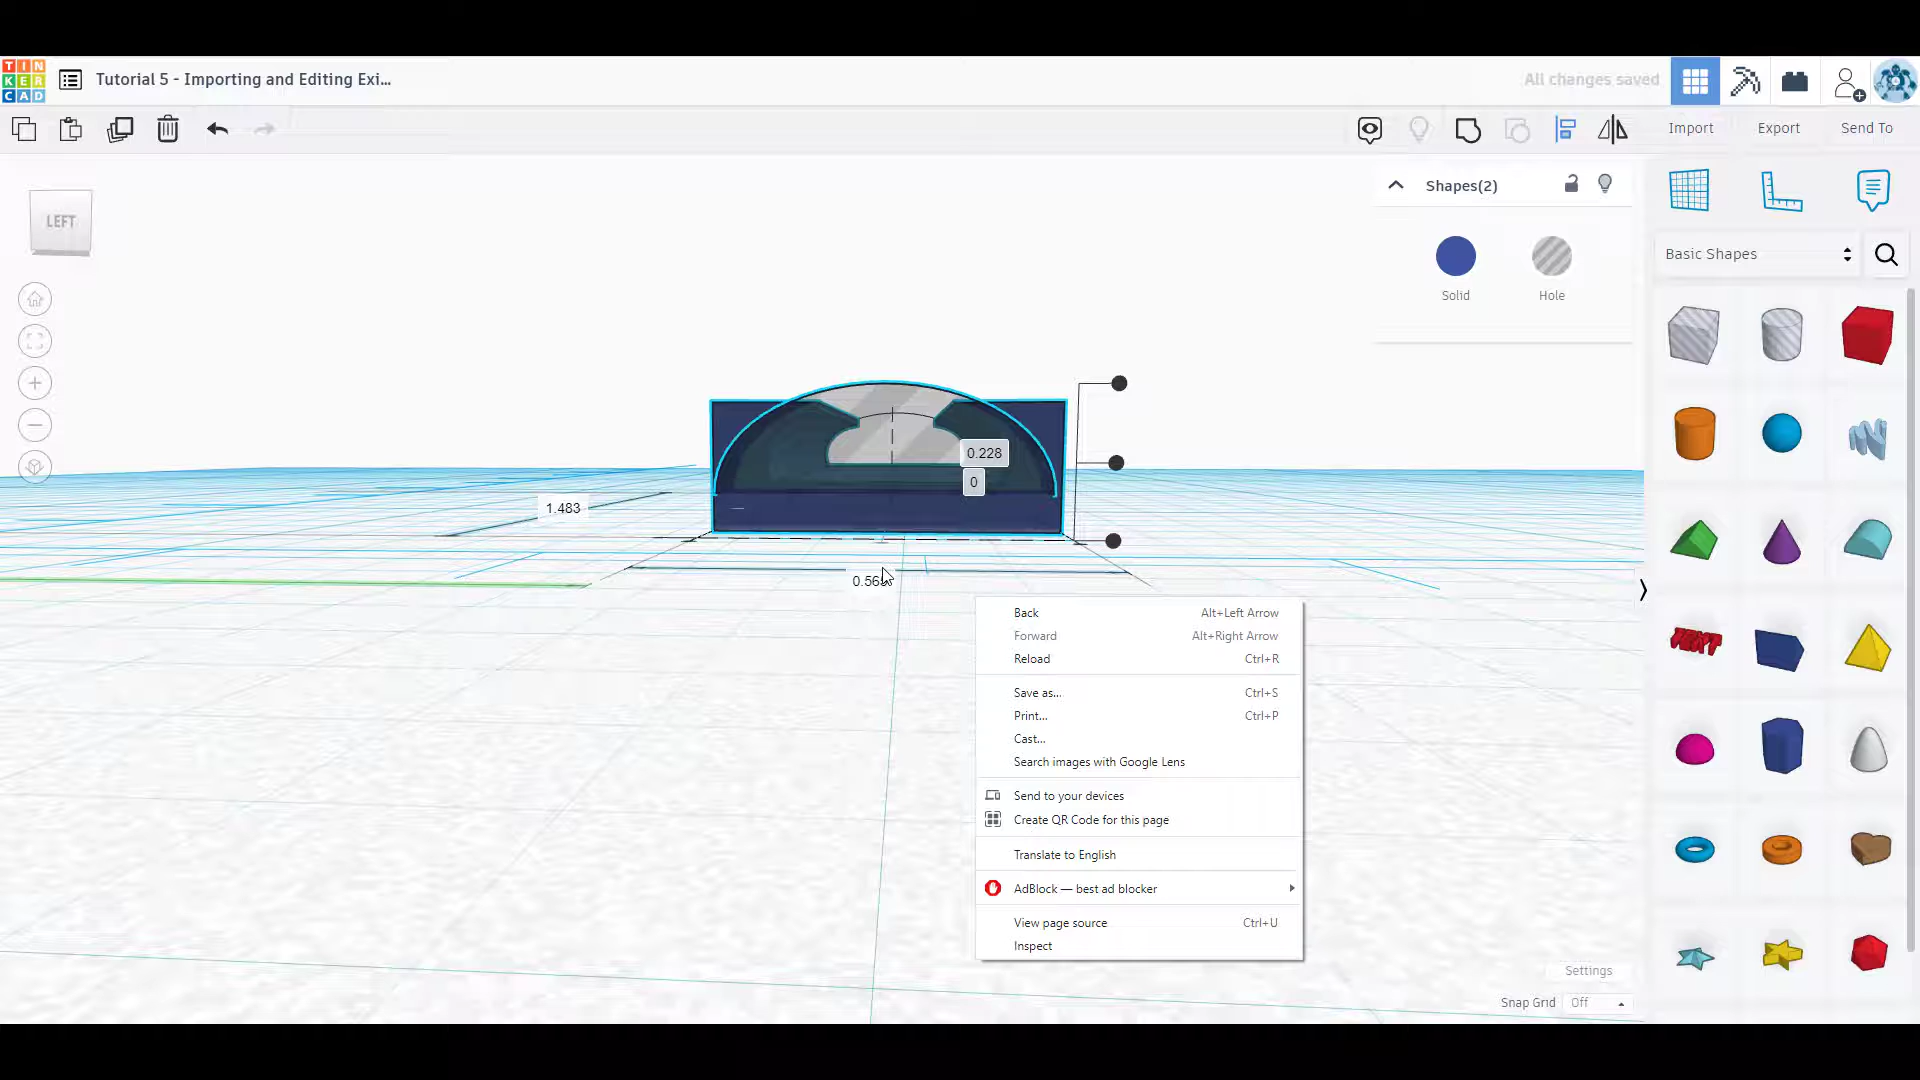 TIN
KER
CAD
Tutorial 5 - Importing and Editing Exi...
All changes saved
Import
Export
Send To
LEFT
Shapes(2)
Solid
Hole
Basic Shapes
0.228
0
1.483
Back Alt+Left Arrow
Forward Alt+Right Arrow
Reload Ctrl+R
Save as... Ctrl+S
Print... Ctrl+P
Cast...
Search images with Google Lens
Send to your devices
Create QR Code for this page
Translate to English
AdBlock — best ad blocker
View page source Ctrl+U
Inspect
TEXT
Settings
Snap Grid Off